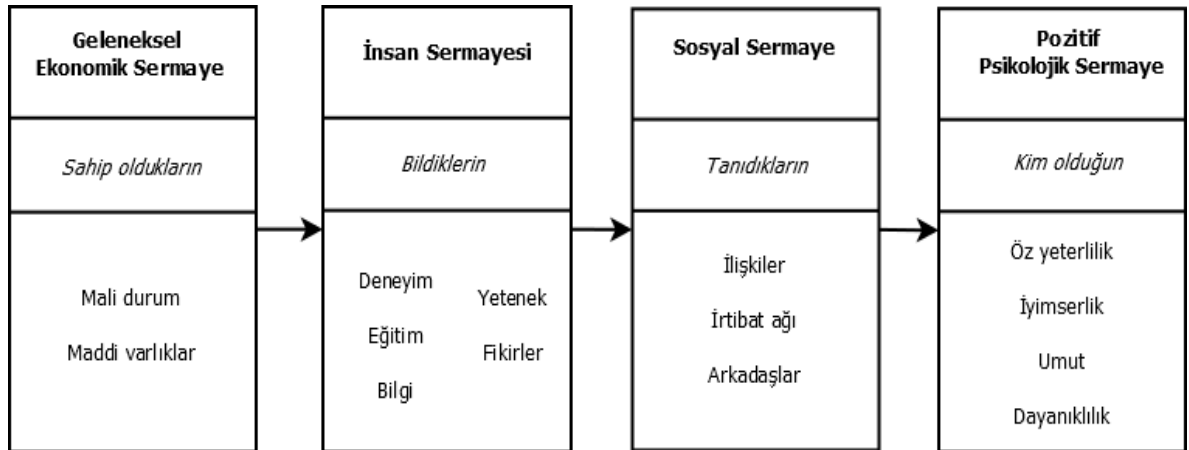 Geleneksel
Ekonomik Sermaye
Sahip oldukların
Mali durum
Maddi varlıklar
İnsan Sermayesi
Bildiklerin
Deneyim
Eğitim
Bilgi
Yetenek
Fikirler
Sosyal Sermaye
Tanıdıkların
İlişkiler
İrtibat ağı
Arkadaşlar
Pozitif
Psikolojik Sermaye
Kim olduğun
Öz yeterlilik
İyimserlik
Umut
Dayanıklılık